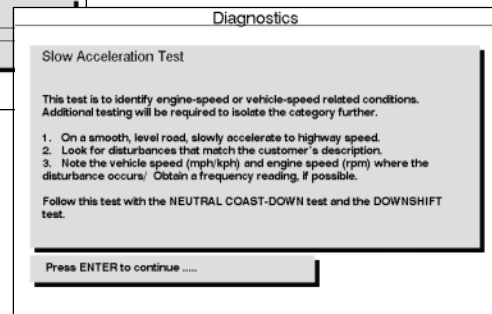 Diagnostics
Slow Acceleration Test
This test is to identify engine-speed or vehicle-speed related conditions.
Additional testing will be required to isolate the category further.
1. On a smooth, level road, slowly accelerate to highway speed.
2. Look for disturbances that match the customer's description.
3. Note the vehicle speed (mph/kph) and engine speed (rpm) where the
disturbance occurs/ Obtain a frequency reading, if possible.
Follow this test with the NEUTRAL COAST-DOWN test and the DOWNSHIFT
test.
Press ENTER to continue .....